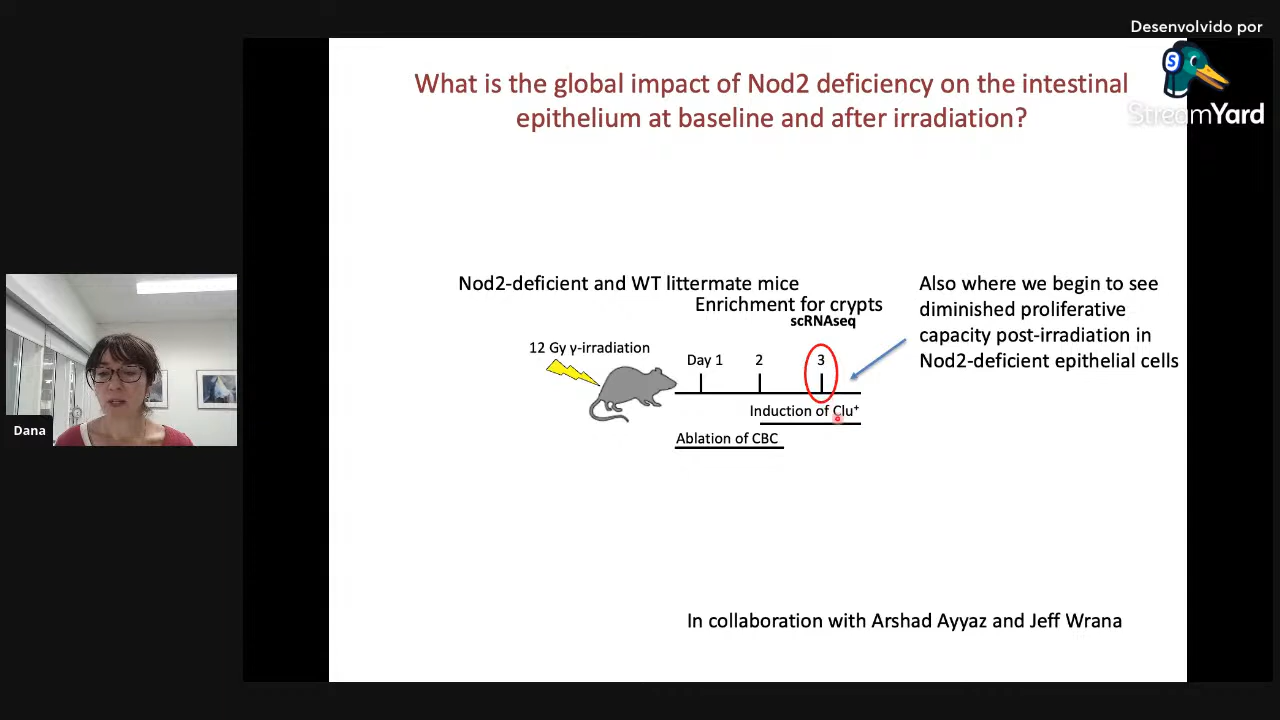 Desenvolvido por
StreamYard
What is the global impact of Nod2 deficiency on the intestinal
epithelium at baseline and after irradiation?
Nod2-deficient and WT littermate mice
Enrichment for crypts
scRNAseq
12 Gy γ-irradiation
Day 1
2
3
Also where we begin to see
diminished proliferative
capacity post-irradiation in
Nod2-deficient epithelial cells
Induction of Clu⁺
Ablation of CBC
Dana
In collaboration with Arshad Ayyaz and Jeff Wrana